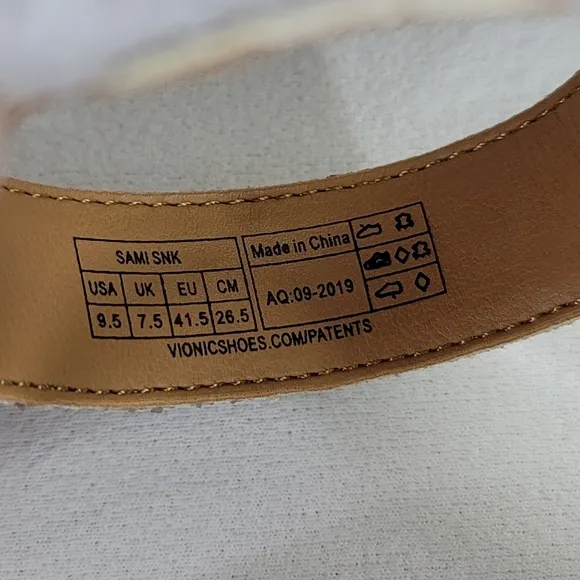 SAMI SNK
USA UK EU CM
9.5 7.5 41.5 26.5
Made in China
AQ:09-2019
VIONICSHOES.COM/PATENTS